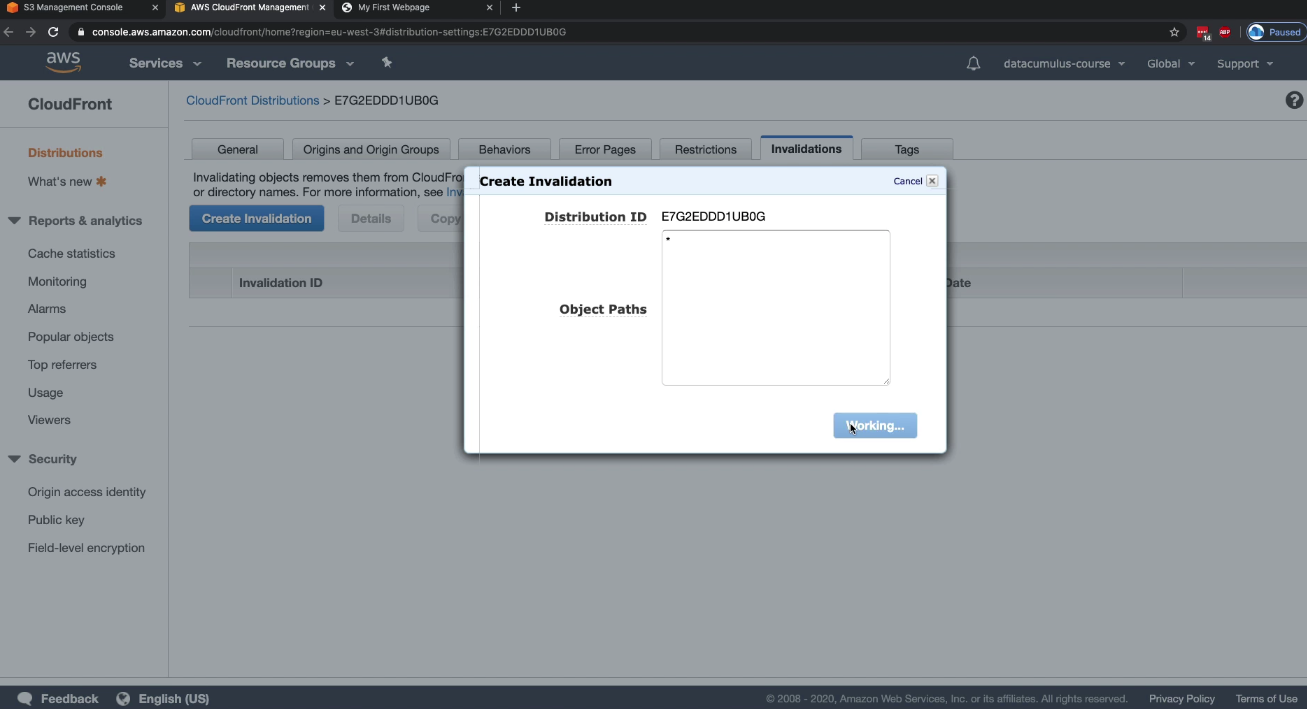 S3 Management Console
AWS CloudFront Management
My First Webpage
console.aws.amazon.com/cloudfront/home?region=eu-west-3#distribution-settings:E7G2EDDD1UB0G
14
ABP
Paused
aws
Services
Resource Groups
datacumulus-course
Global
Support
CloudFront
CloudFront Distributions > E7G2EDDD1UB0G
Distributions
What's new
Reports & analytics
Cache statistics
Monitoring
Alarms
Popular objects
Top referrers
Usage
Viewers
Security
Origin access identity
Public key
Field-level encryption
General
Origins and Origin Groups
Behaviors
Error Pages
Restrictions
Invalidations
Tags
Invalidating objects removes them from CloudFro
or directory names. For more information, see Inv
Create Invalidation
Details
Copy
Invalidation ID
Date
Create Invalidation
Cancel
Distribution ID E7G2EDDD1UB0G
Object Paths
*
Working...
Feedback
English (US)
© 2008 - 2020, Amazon Web Services, Inc. or its affiliates. All rights reserved.
Privacy Policy
Terms of Use